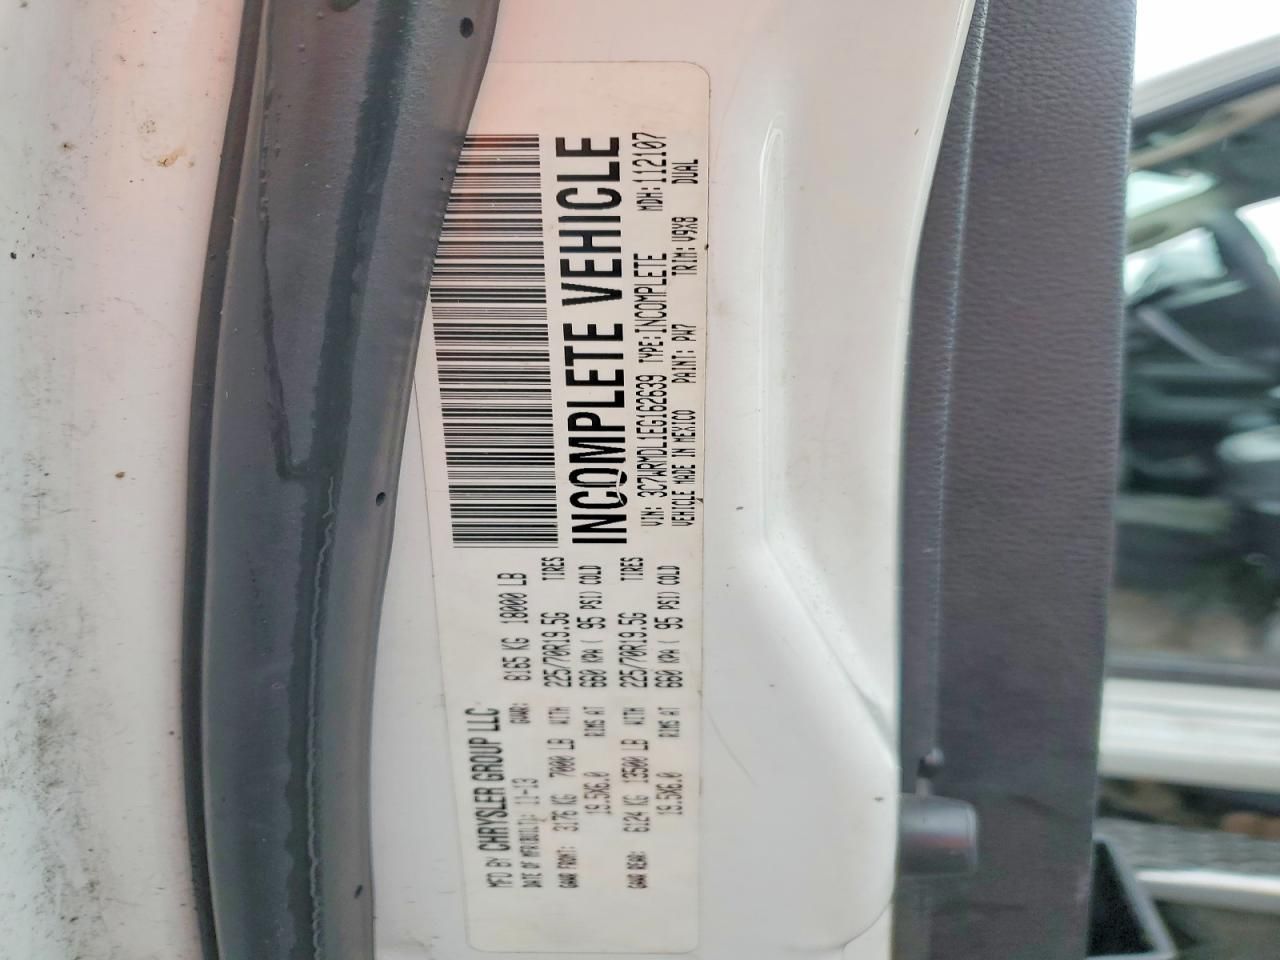 MFD BY CHRYSLER GROUP LLC
DATE OF MFR(BUILT): 11-13 GVWR: 8165 KG 18000 LB
GAWR FRONT: 3176 KG 7000 LB WITH 225/70R19.5G TIRES
19.5X6.0 RIMS AT 660 KPA ( 95 PSI) COLD
GAWR REAR: 6124 KG 13500 LB WITH 225/70R19.5G TIRES
19.5X6.0 RIMS AT 660 KPA ( 95 PSI) COLD
INCOMPLETE VEHICLE
VIN: 3C7WRMDL1EG162639 TYPE: INCOMPLETE MDH: 112107
VEHICLE MADE IN MEXICO PAINT: PW7 TRIM: V9X8 DUAL